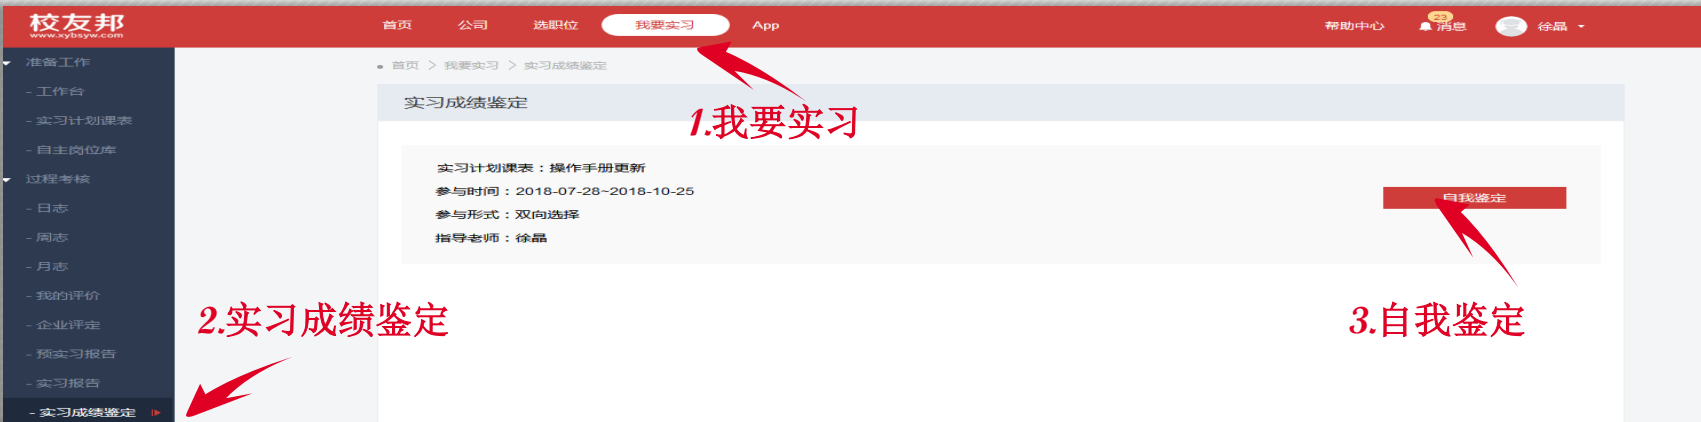 校友邦
www.xybsyw.com
首页 公司 选职位 我要实习 App
帮助中心 23 消息 徐晶
准备工作
- 工作台
- 实习计划课表
- 自主岗位库
过程考核
- 日志
- 周志
- 月志
- 我的评价
- 企业评定
- 预实习报告
- 实习报告
- 实习成绩鉴定
首页 > 我要实习 > 实习成绩鉴定
实习成绩鉴定
1.我要实习
实习计划课表：操作手册更新
参与时间：2018-07-28~2018-10-25
参与形式：双向选择
指导老师：徐晶
自我鉴定
2.实习成绩鉴定
3.自我鉴定